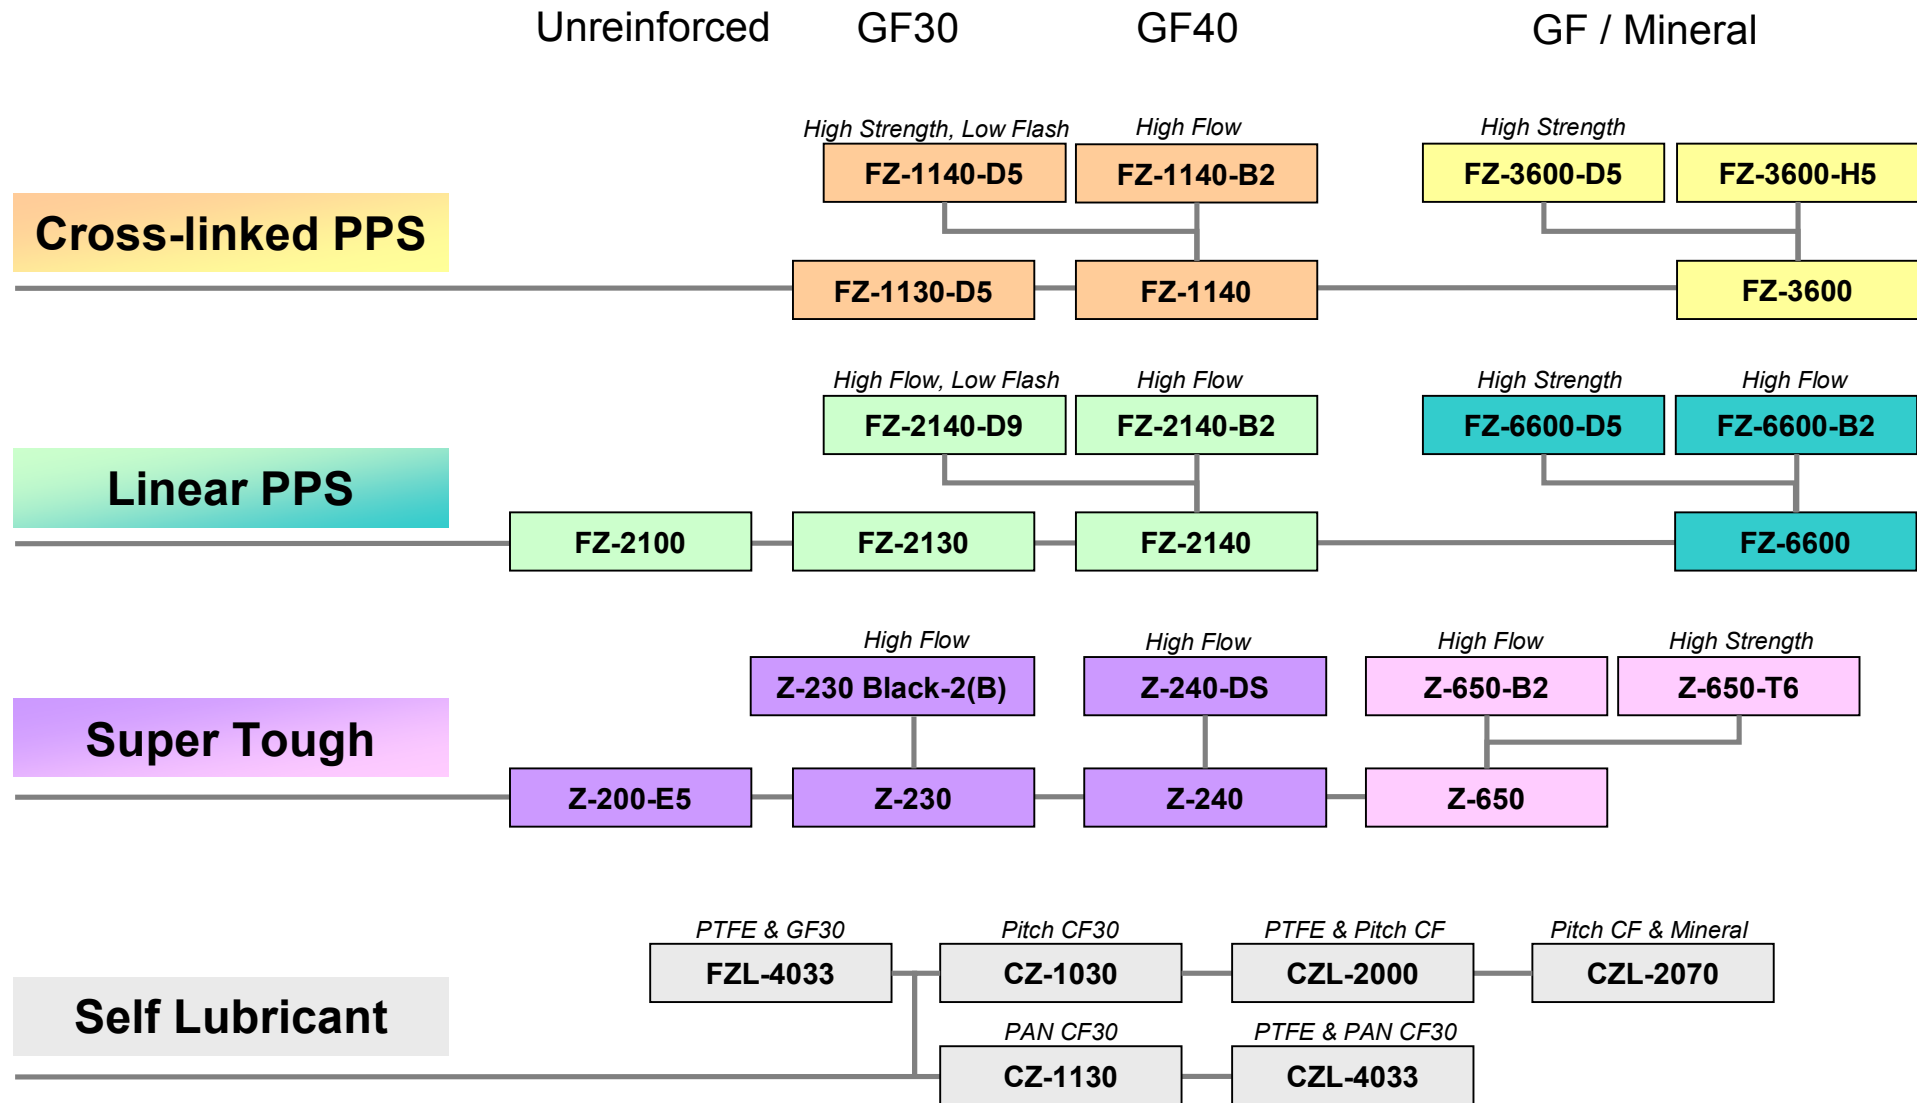 Unreinforced GF30 GF40 GF / Mineral
High Strength, Low Flash High Flow High Strength
FZ-1140-D5 FZ-1140-B2 FZ-3600-D5 FZ-3600-H5
Cross-linked PPS
FZ-1130-D5 FZ-1140 FZ-3600
High Flow, Low Flash High Flow High Strength High Flow
FZ-2140-D9 FZ-2140-B2 FZ-6600-D5 FZ-6600-B2
Linear PPS
FZ-2100 FZ-2130 FZ-2140 FZ-6600
High Flow High Flow High Flow High Strength
Z-230 Black-2(B) Z-240-DS Z-650-B2 Z-650-T6
Super Tough
Z-200-E5 Z-230 Z-240 Z-650
PTFE & GF30 Pitch CF30 PTFE & Pitch CF Pitch CF & Mineral
FZL-4033 CZ-1030 CZL-2000 CZL-2070
Self Lubricant
PAN CF30 PTFE & PAN CF30
CZ-1130 CZL-4033